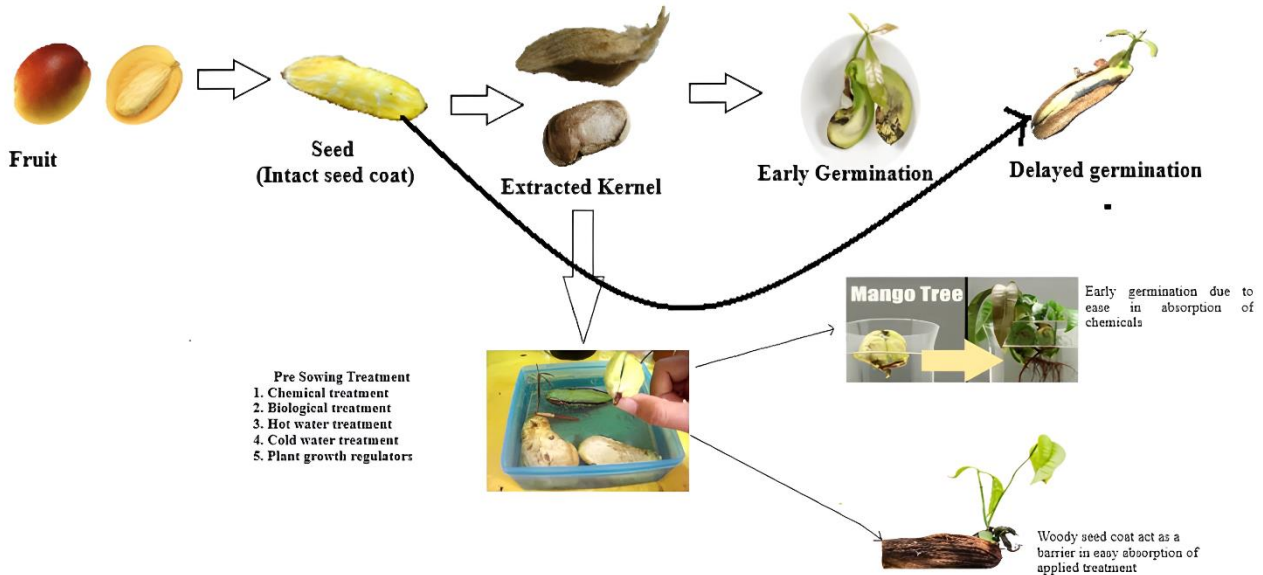 Fruit
Seed
(Intact seed coat)
Extracted Kernel
Early Germination
Delayed germination
Mango Tree
Early germination due to
ease in absorption of
chemicals
Pre Sowing Treatment
1. Chemical treatment
2. Biological treatment
3. Hot water treatment
4. Cold water treatment
5. Plant growth regulators
Woody seed coat act as a
barrier in easy absorption of
applied treatment